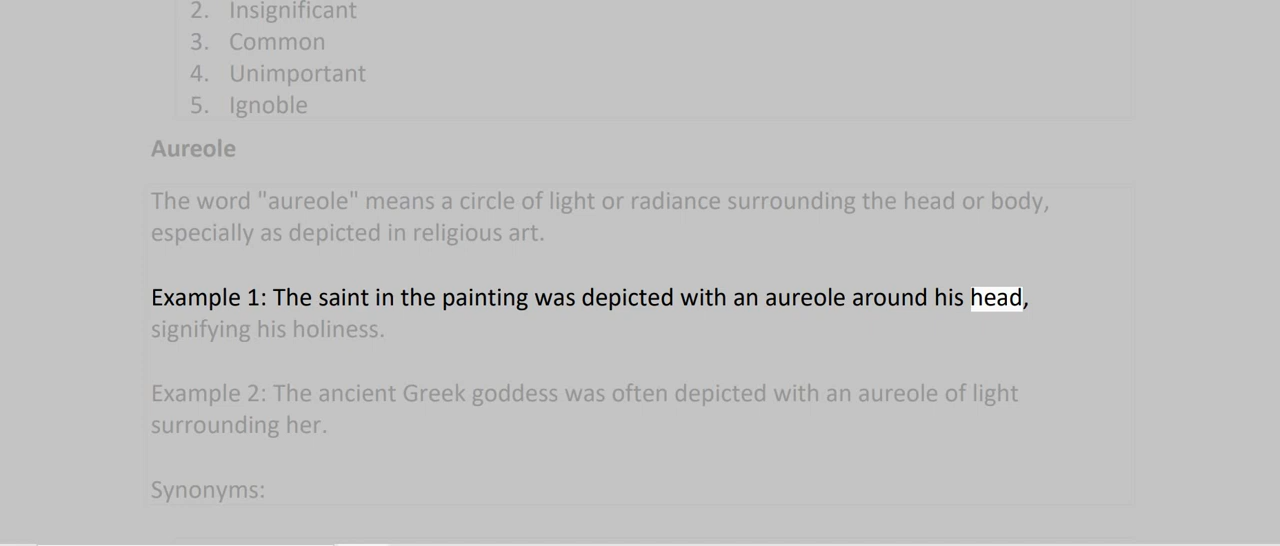 2. Insignificant
3. Common
4. Unimportant
5. Ignoble
Aureole
The word "aureole" means a circle of light or radiance surrounding the head or body,
especially as depicted in religious art.
Example 1: The saint in the painting was depicted with an aureole around his head,
signifying his holiness.
Example 2: The ancient Greek goddess was often depicted with an aureole of light
surrounding her.
Synonyms: